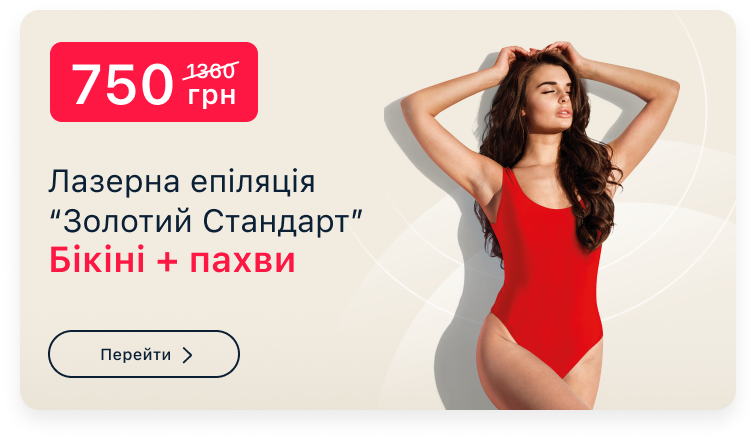 750
1360
грн
Лазерна епіляція
“Золотий Стандарт”
Бікіні + пахви
Перейти